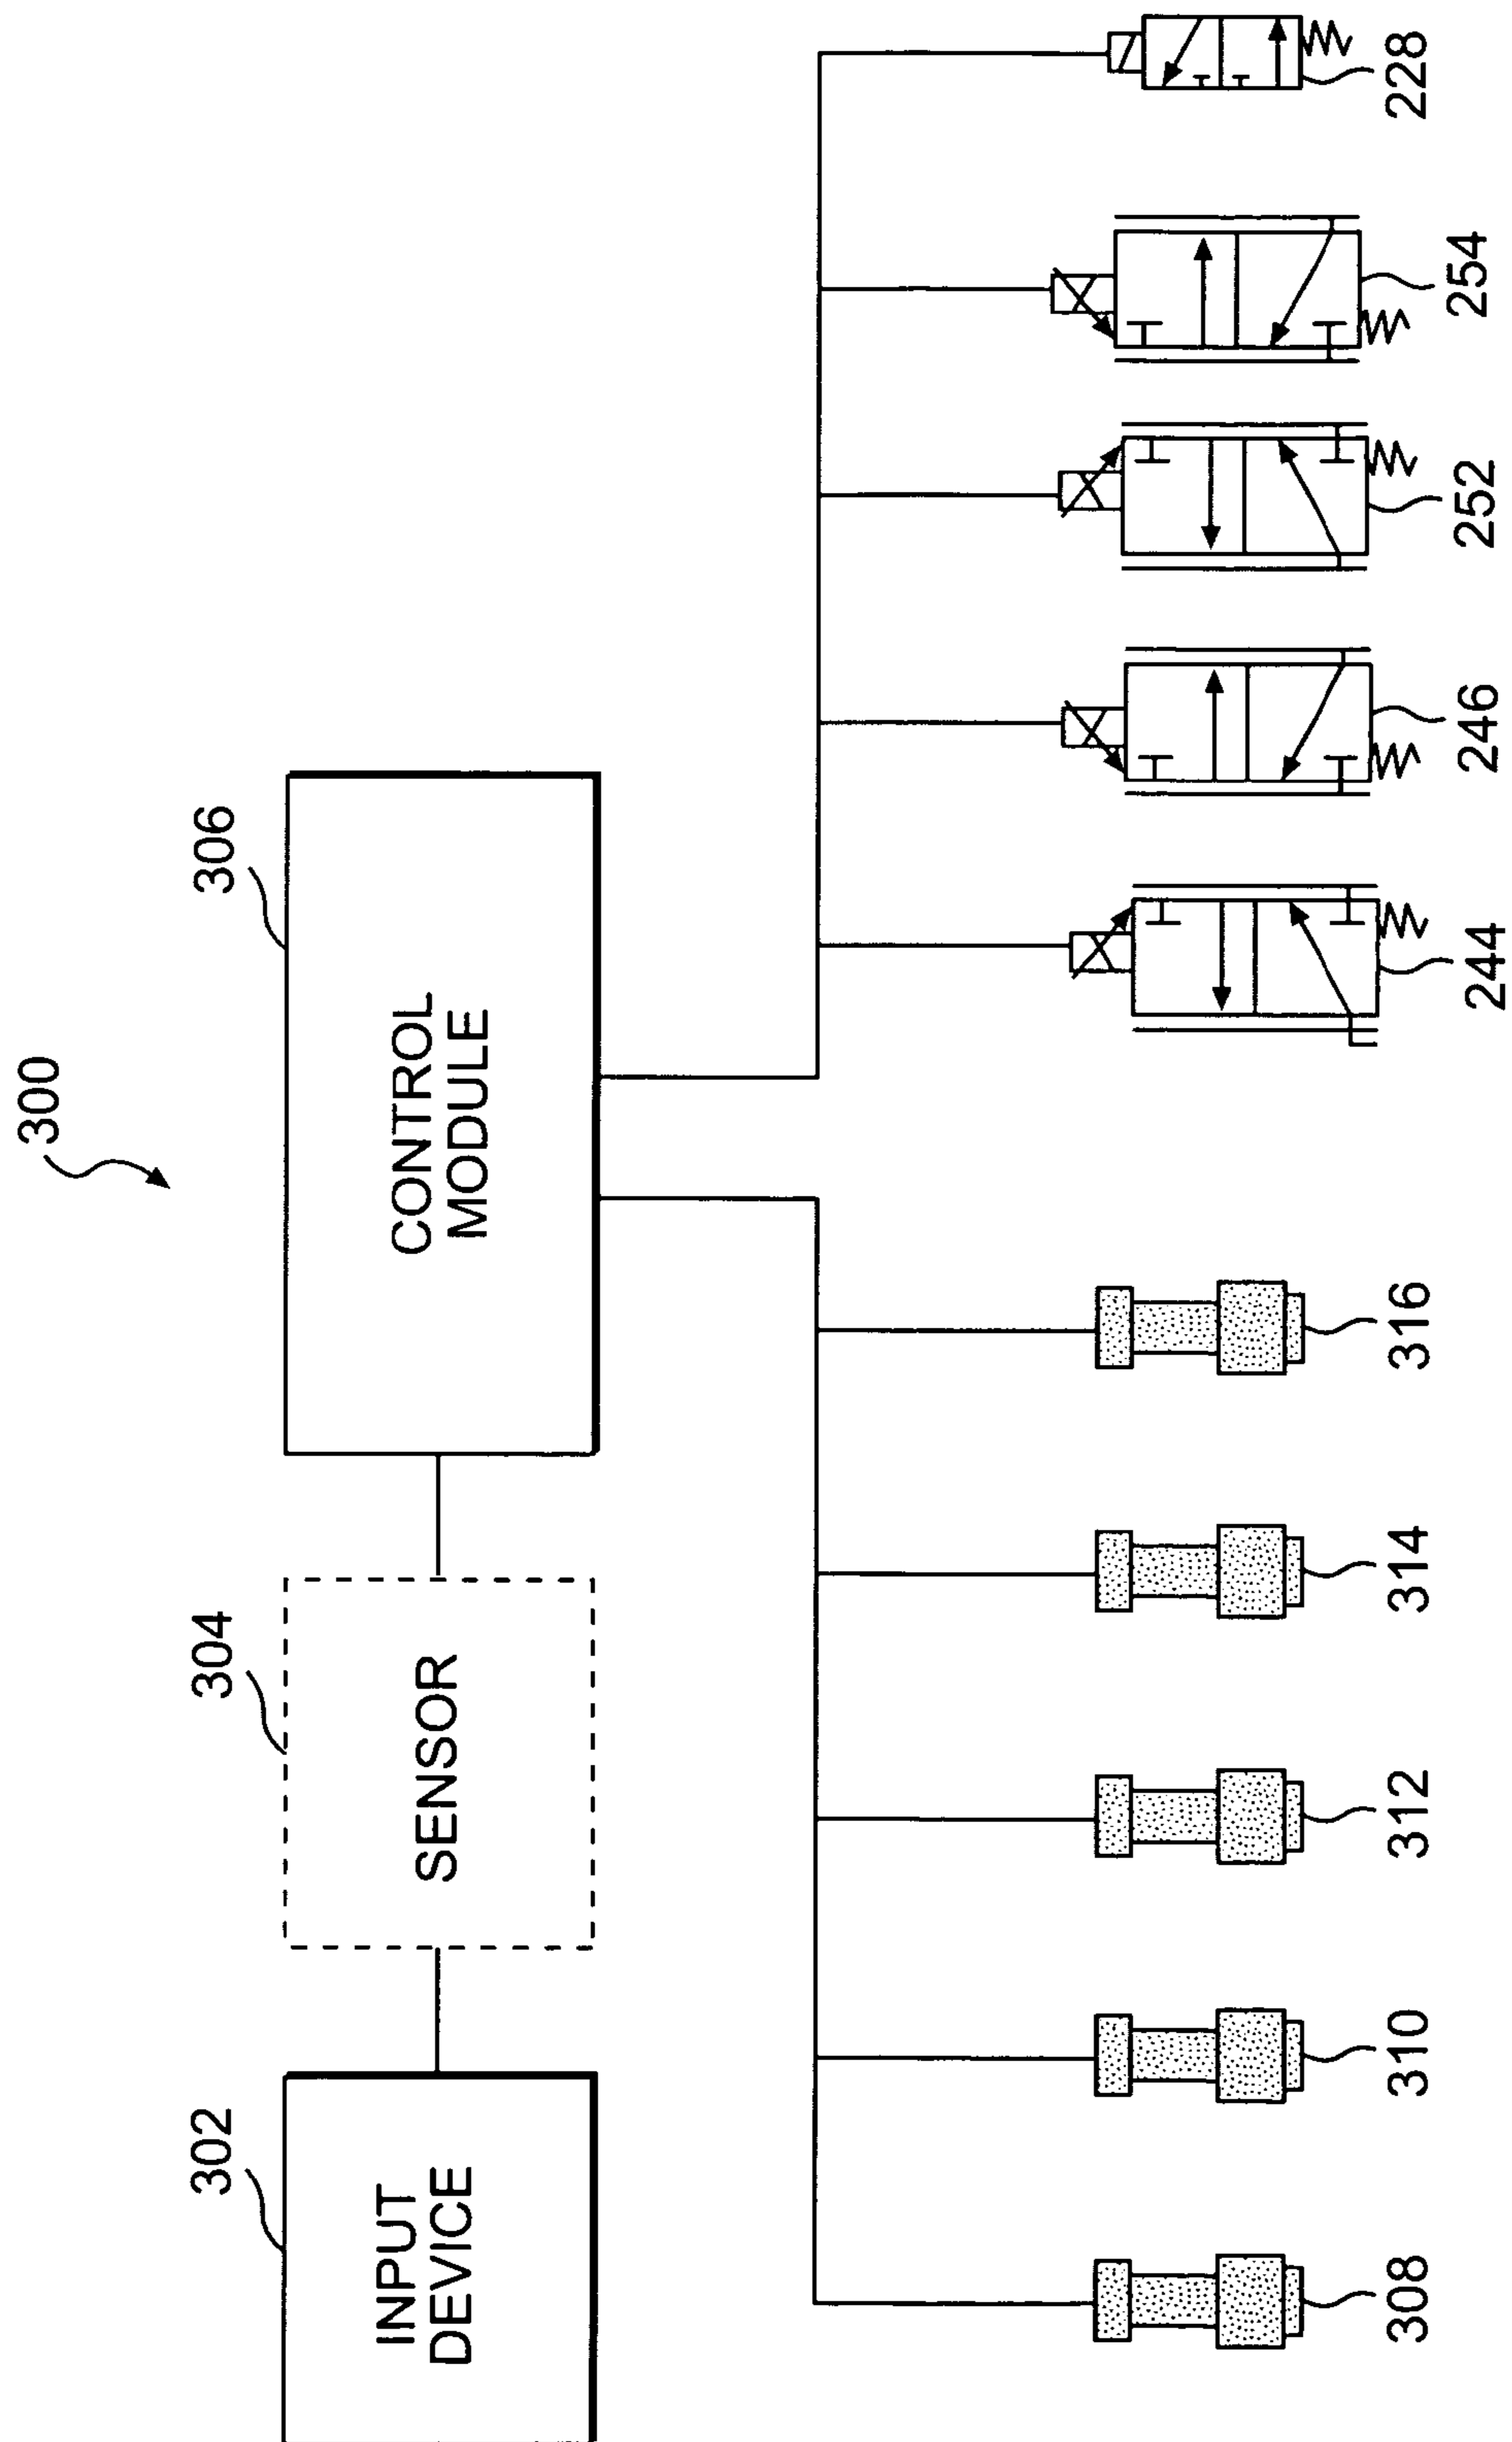 300
302
304
306
INPUT
DEVICE
SENSOR
CONTROL
MODULE
308
310
312
314
316
244
246
252
254
228